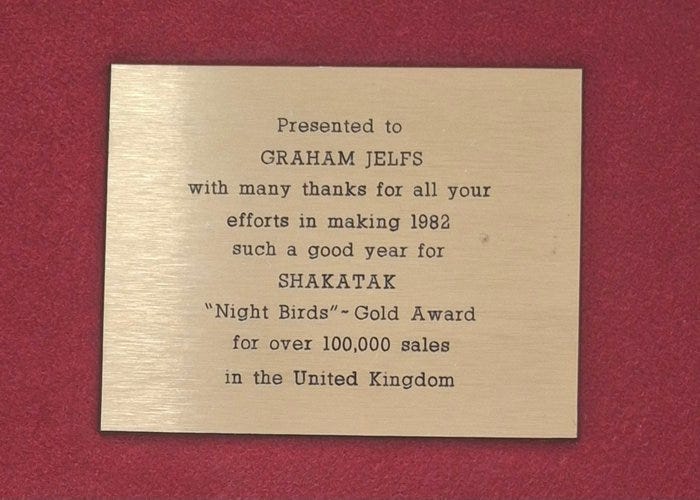 Presented to
GRAHAM JELFS
with many thanks for all your
efforts in making 1982
such a good year for
SHAKATAK
"Night Birds" ~ Gold Award
for over 100,000 sales
in the United Kingdom